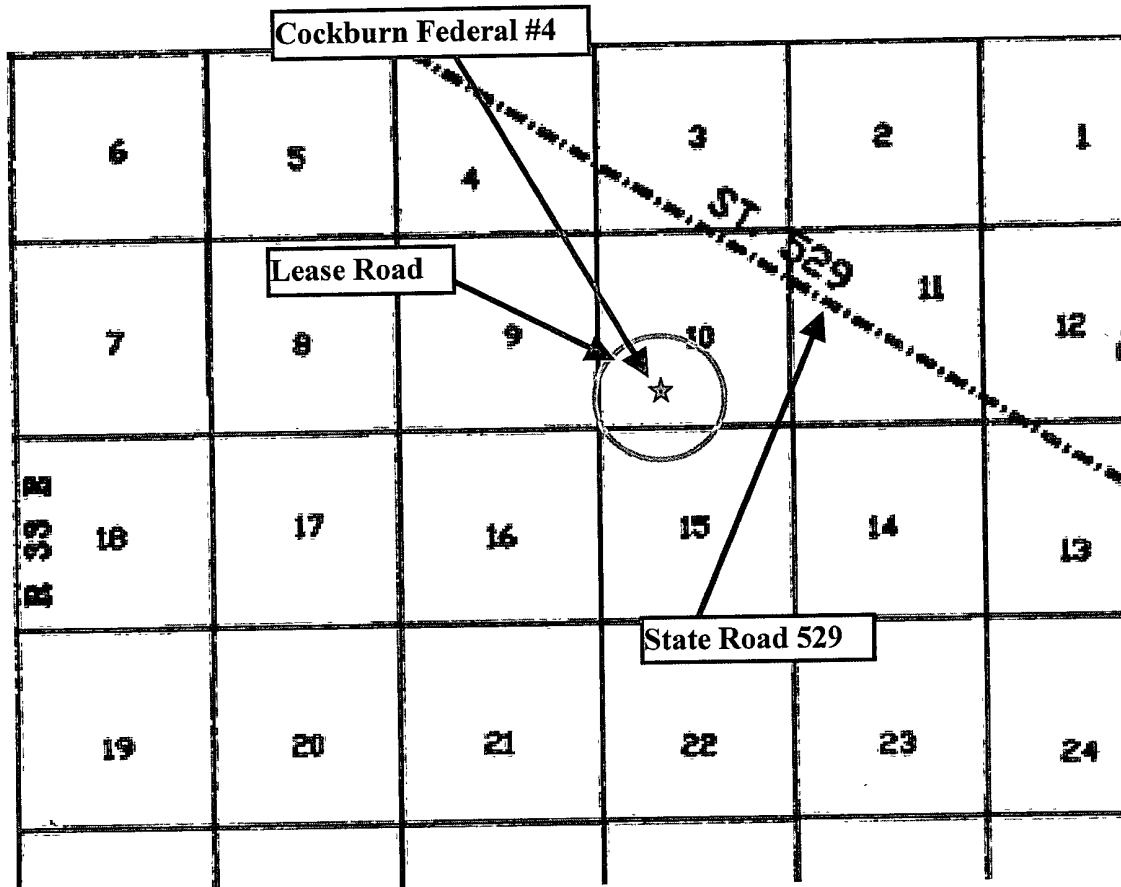 Cockburn Federal #4
6 5 4 3 2 1
ST. 529
Lease Road
7 8 9 10 11 12
R 33 E
18 17 16 15 14 13
State Road 529
19 20 21 22 23 24